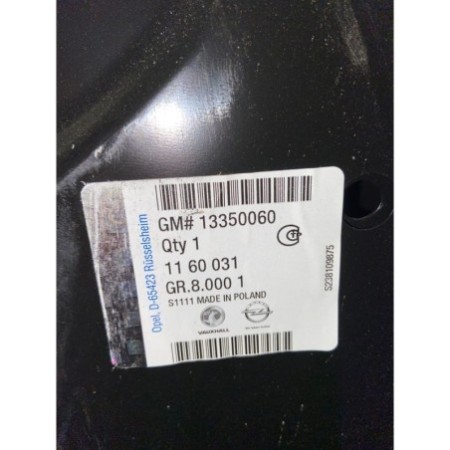 Opel, D-65423 Rüsselsheim
GM# 13350060
Qty 1
11 60 031
GR.8.000 1
S1111 MADE IN POLAND
VAUXHALL
S238109875